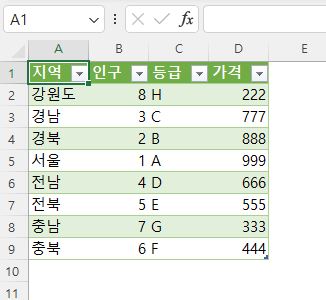 A1
fx
A B C D E
1 지역 인구 등급 가격
2 강원도 8 H 222
3 경남 3 C 777
4 경북 2 B 888
5 서울 1 A 999
6 전남 4 D 666
7 전북 5 E 555
8 충남 7 G 333
9 충북 6 F 444
10
11